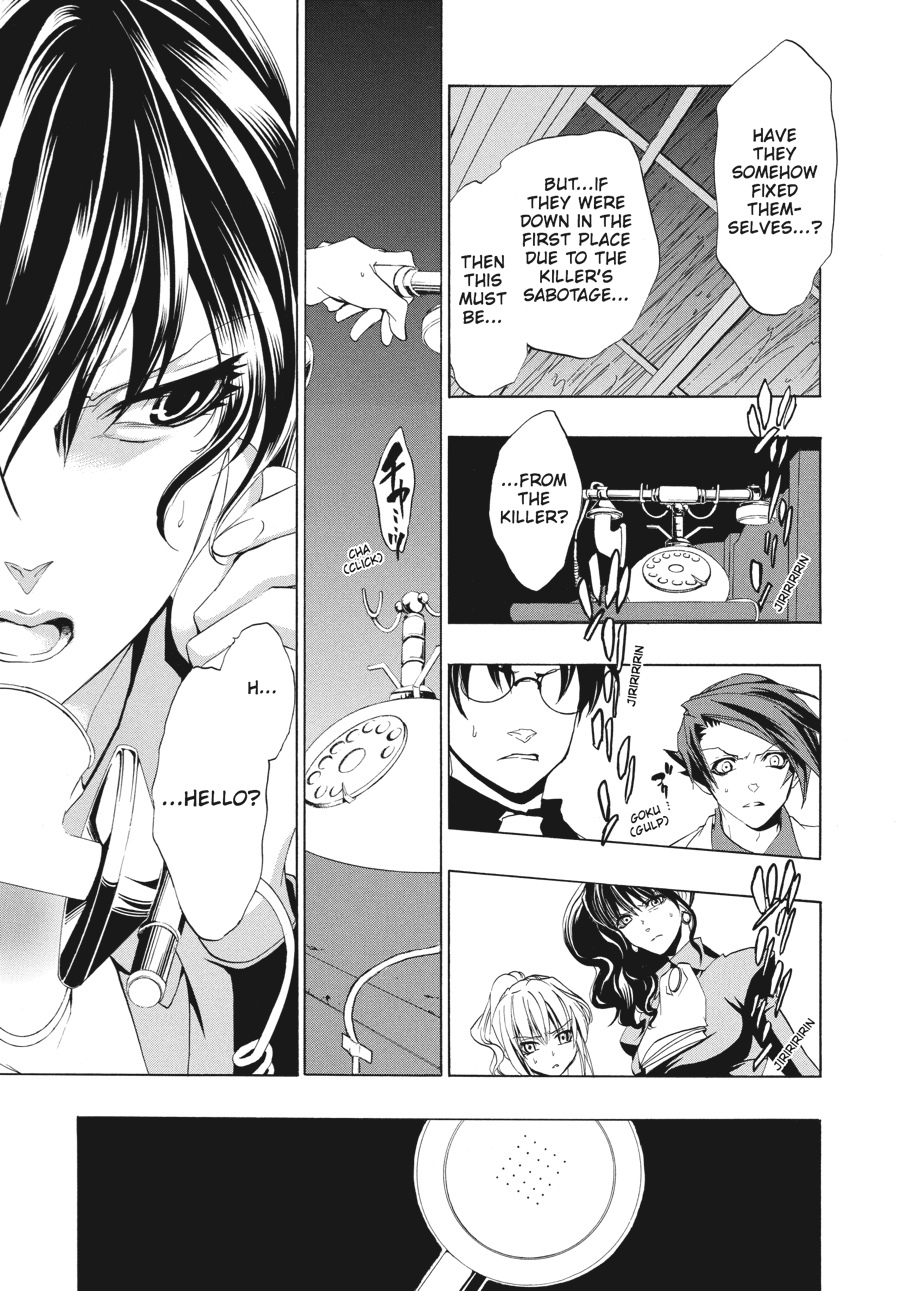 HAVE
THEY
SOMEHOW
FIXED
THEM-
SELVES...?
BUT...IF
THEY WERE
DOWN IN THE
FIRST PLACE
DUE TO THE
KILLER'S
SABOTAGE...
THEN
THIS
MUST
BE...
...FROM
THE
KILLER?
JIRIRIRIRIN
JIRIRIRIRIN
ゴク…
GOKU
(GULP)
JIRIRIRIRIN
チャ…ッ
CHA
(CLICK)
H...
...HELLO?